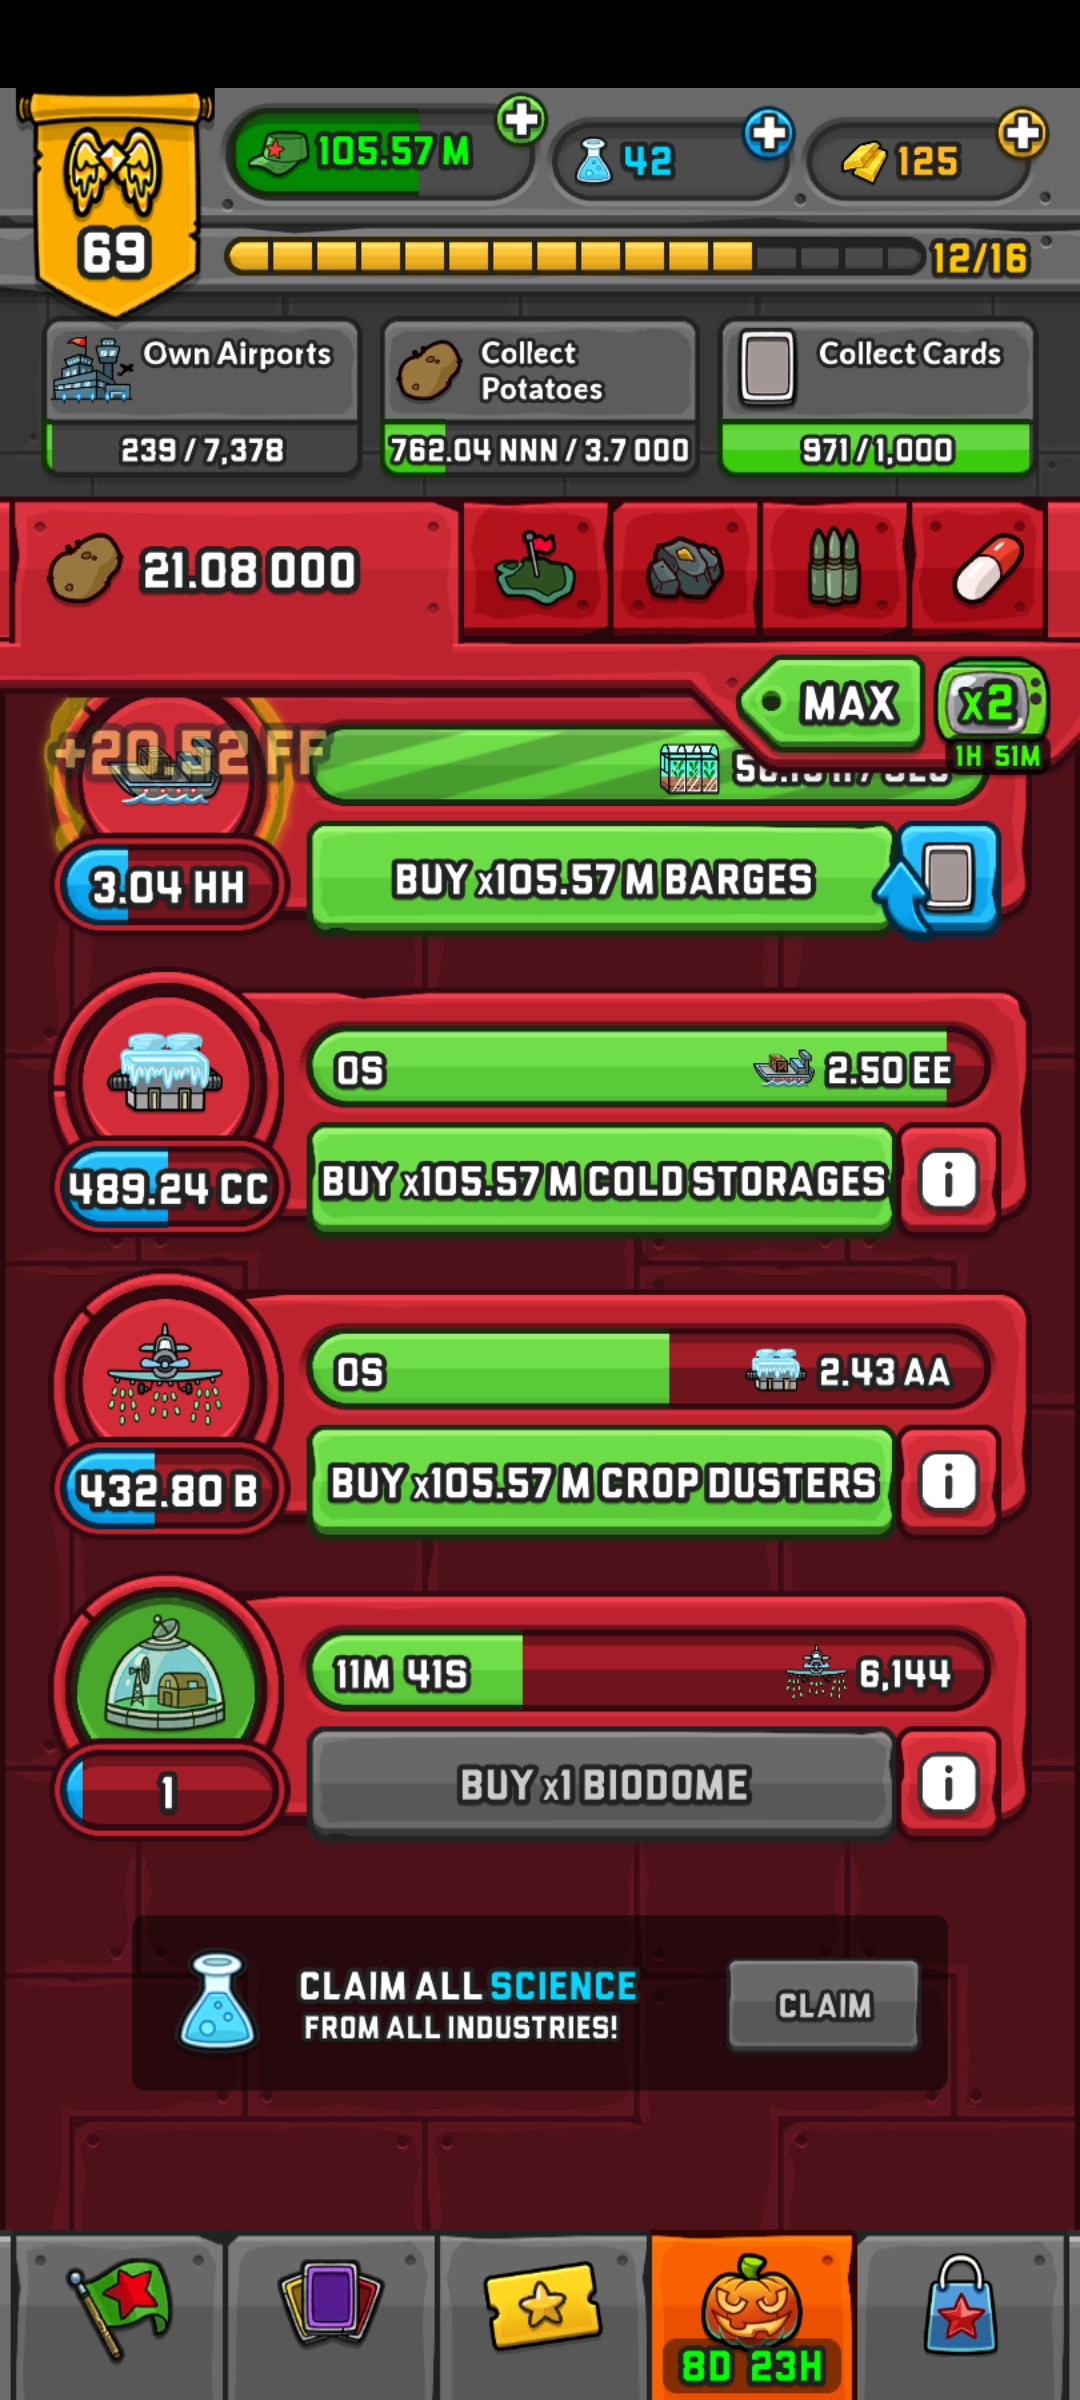 105.57 M
42
125
69
12/16
Own Airports
Collect
Potatoes
Collect Cards
239 / 7,378
762.04 NNN / 3.7 OOO
971 / 1,000
21.08 OOO
MAX
x2
1H 51M
+20.52 FF
3.04 HH
BUY x105.57 M BARGES
0S
2.50 EE
489.24 CC
BUY x105.57 M COLD STORAGES
i
0S
2.43 AA
432.80 B
BUY x105.57 M CROP DUSTERS
i
11M 41S
6,144
1
BUY x1 BIODOME
i
CLAIM ALL SCIENCE
FROM ALL INDUSTRIES!
CLAIM
8D 23H